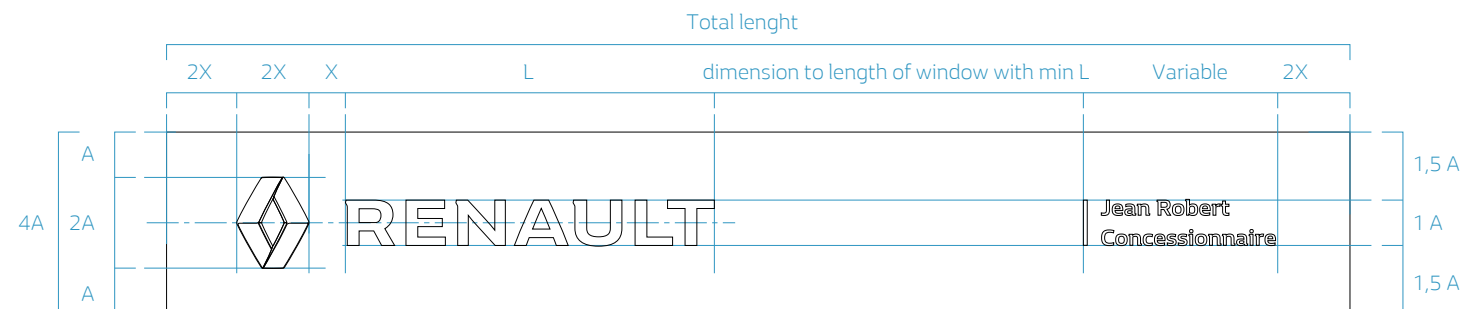 Total lenght
2X 2X X L dimension to length of window with min L Variable 2X
A
1,5 A
4A 2A RENAULT Jean Robert 1 A
Concessionnaire
A
1,5 A